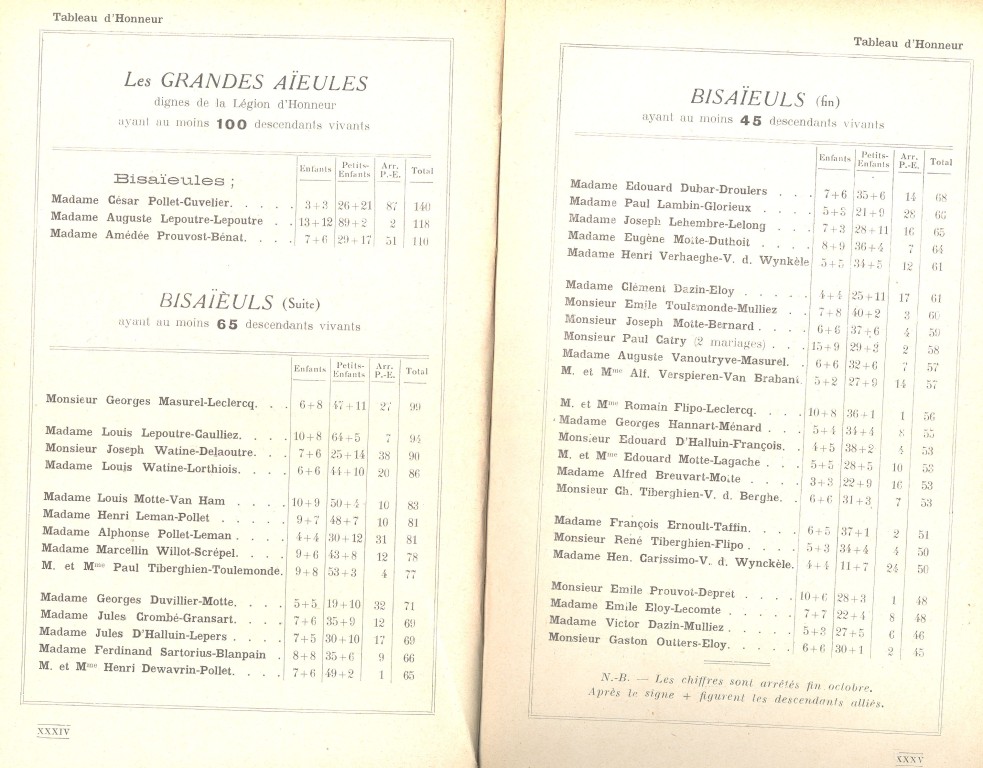 Tableau d'Honneur
Les GRANDES AÏEULES
dignes de la Légion d'Honneur
ayant au moins 100 descendants vivants
Enfants Petits-Enfants Arr. P.-E. Total
Bisaïeules ;
Madame César Pollet-Cuvelier. . . . . 3+3 26+21 87 140
Madame Auguste Lepoutre-Lepoutre . . 13+12 89+2 2 118
Madame Amédée Prouvost-Bénat. . . . 7+6 29+17 51 110
BISAÏÈULS (Suite)
ayant au moins 65 descendants vivants
Enfants Petits-Enfants Arr. P.-E. Total
Monsieur Georges Masurel-Leclercq. . . 6+8 47+11 27 99
Madame Louis Lepoutre-Caulliez. . . . 10+8 64+5 7 94
Monsieur Joseph Watine-Delaoutre. . . 7+6 25+14 38 90
Madame Louis Watine-Lorthiois. . . . 6+6 44+10 20 86
Madame Louis Motte-Van Ham . . . . 10+9 50+4 10 83
Madame Henri Leman-Pollet . . . . . 9+7 48+7 10 81
Madame Alphonse Pollet-Leman . . . . 4+4 30+12 31 81
Madame Marcellin Willot-Scrépel. . . . 9+6 43+8 12 78
M. et Mme Paul Tiberghien-Toulemonde. 9+8 53+3 4 77
Madame Georges Duvillier-Motte. . . . 5+5 19+10 32 71
Madame Jules Crombé-Gransart. . . . 7+6 35+9 12 69
Madame Jules D'Halluin-Lepers . . . . 7+5 30+10 17 69
Madame Ferdinand Sartorius-Blanpain . 8+8 35+6 9 66
M. et Mme Henri Dewavrin-Pollet. . . . 7+6 49+2 1 65
XXXIV
Tableau d'Honneur
BISAÏEULS (fin)
ayant au moins 45 descendants vivants
Enfants Petits-Enfants Arr. P.-E. Total
Madame Edouard Dubar-Droulers . . . 7+6 35+6 14 68
Madame Paul Lambin-Glorieux . . . . 5+3 21+9 28 66
Madame Joseph Lehembre-Lelong . . . 7+3 28+11 16 65
Madame Eugène Motte-Duthoit . . . . 8+9 36+4 7 64
Madame Henri Verhaeghe-V. d. Wynkèle 5+5 34+5 12 61
Madame Clément Dazin-Eloy . . . . . 4+4 25+11 17 61
Monsieur Emile Toulemonde-Mulliez . . 7+8 40+2 3 60
Monsieur Joseph Motte-Bernard . . . . 6+6 37+6 4 59
Monsieur Paul Catry (2 mariages) . . . 15+9 29+3 2 58
Madame Auguste Vanoutryve-Masurel. . 6+6 32+6 7 57
M. et Mme Alf. Verspieren-Van Brabant. 5+2 27+9 14 57
M. et Mme Romain Flipo-Leclercq. . . . 10+8 36+1 1 56
Madame Georges Hannart-Ménard . . . 5+4 34+4 8 55
Monsieur Edouard D'Halluin-François. . 4+5 38+2 4 53
M. et Mme Edouard Motte-Lagache . . . 5+5 28+5 10 53
Madame Alfred Breuvart-Motte . . . . 3+3 22+9 16 53
Monsieur Ch. Tiberghien-V. d. Berghe. . 6+6 31+3 7 53
Madame François Ernoult-Taffin. . . . 6+5 37+1 2 51
Monsieur René Tiberghien-Flipo . . . . 5+3 34+4 4 50
Madame Hen. Carissimo-V. d. Wynckèle. 4+4 11+7 24 50
Monsieur Emile Prouvot-Depret . . . . 10+6 28+3 1 48
Madame Emile Eloy-Lecomte . . . . . 7+7 22+4 8 48
Madame Victor Dazin-Mulliez . . . . . 5+3 27+5 6 46
Monsieur Gaston Outters-Eloy. . . . . 6+6 30+1 2 45
N.-B. — Les chiffres sont arrêtés fin octobre.
Après le signe + figurent les descendants alliés.
XXXV